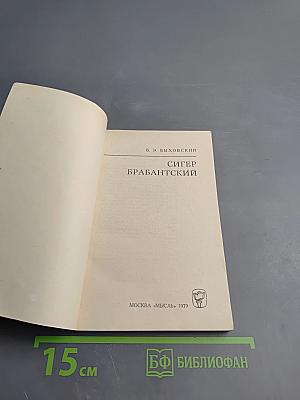 Б. Э. БЫХОВСКИЙ
СИГЕР
БРАБАНТСКИЙ
МОСКВА «МЫСЛЬ» 1979
15 см
БФ БИБЛИОФАН